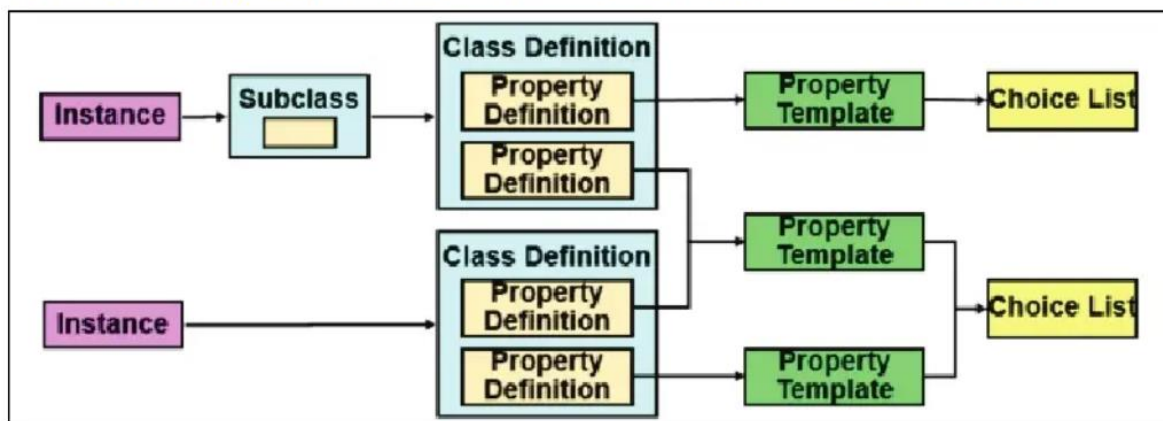 Class Definition
Property
Definition
Property
Template
Choice List
Subclass
Instance
Property
Definition
Property
Template
Class Definition
Property
Definition
Choice List
Instance
Property
Definition
Property
Template